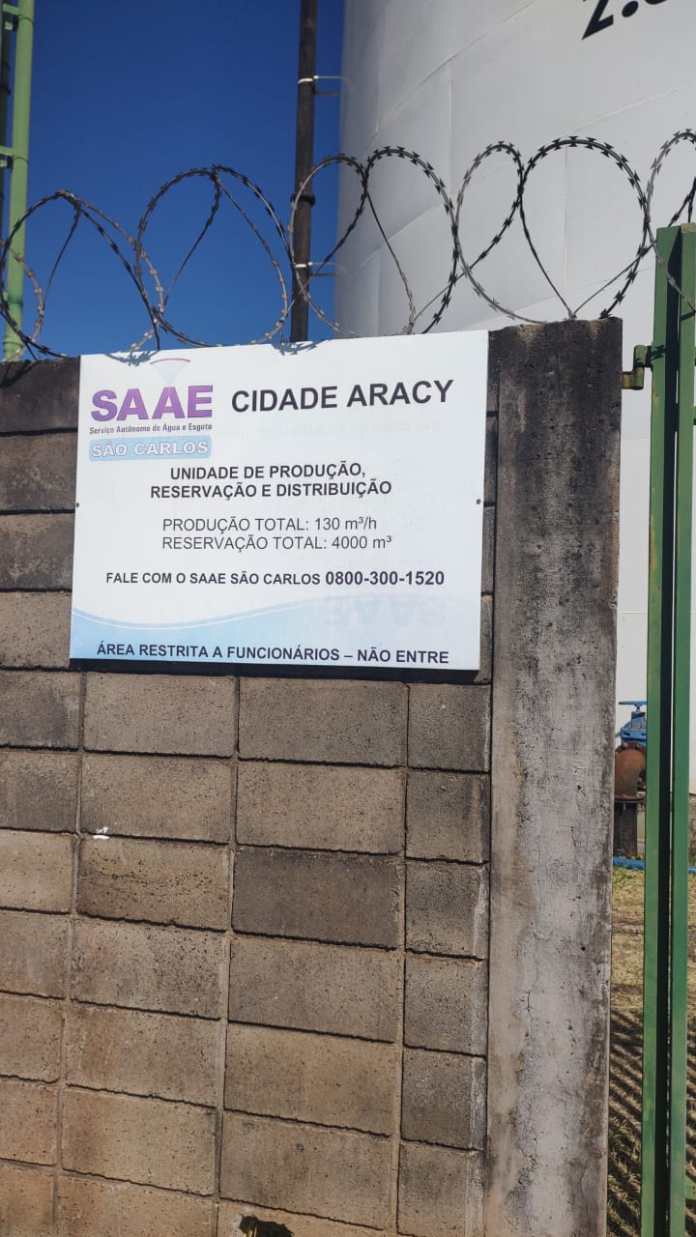 SAAE
Serviço Autônomo de Água e Esgoto
SÃO CARLOS
CIDADE ARACY
UNIDADE DE PRODUÇÃO,
RESERVAÇÃO E DISTRIBUIÇÃO
PRODUÇÃO TOTAL: 130 m³/h
RESERVAÇÃO TOTAL: 4000 m³
FALE COM O SAAE SÃO CARLOS 0800-300-1520
ÁREA RESTRITA A FUNCIONÁRIOS – NÃO ENTRE